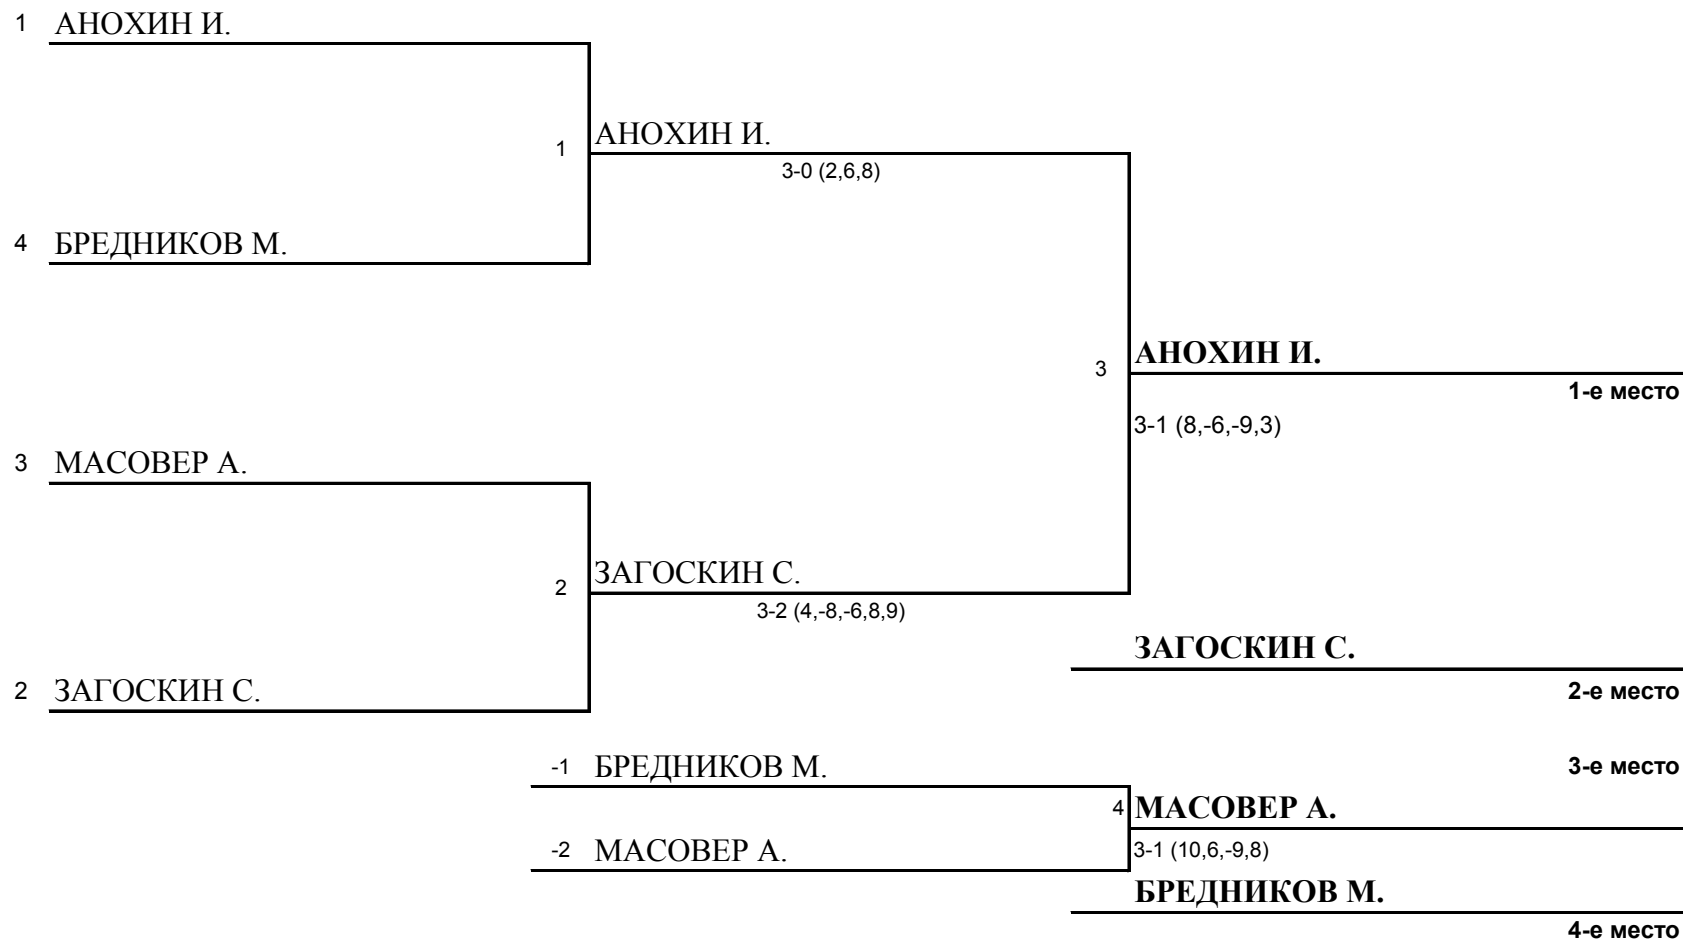 1 АНОХИН И.
1 АНОХИН И.
3-0 (2,6,8)
4 БРЕДНИКОВ М.
3 АНОХИН И.
1-е место
3-1 (8,-6,-9,3)
3 МАСОВЕР А.
2 ЗАГОСКИН С.
3-2 (4,-8,-6,8,9)
ЗАГОСКИН С.
2 ЗАГОСКИН С.
2-е место
-1 БРЕДНИКОВ М.
3-е место
4 МАСОВЕР А.
-2 МАСОВЕР А.
3-1 (10,6,-9,8)
БРЕДНИКОВ М.
4-е место